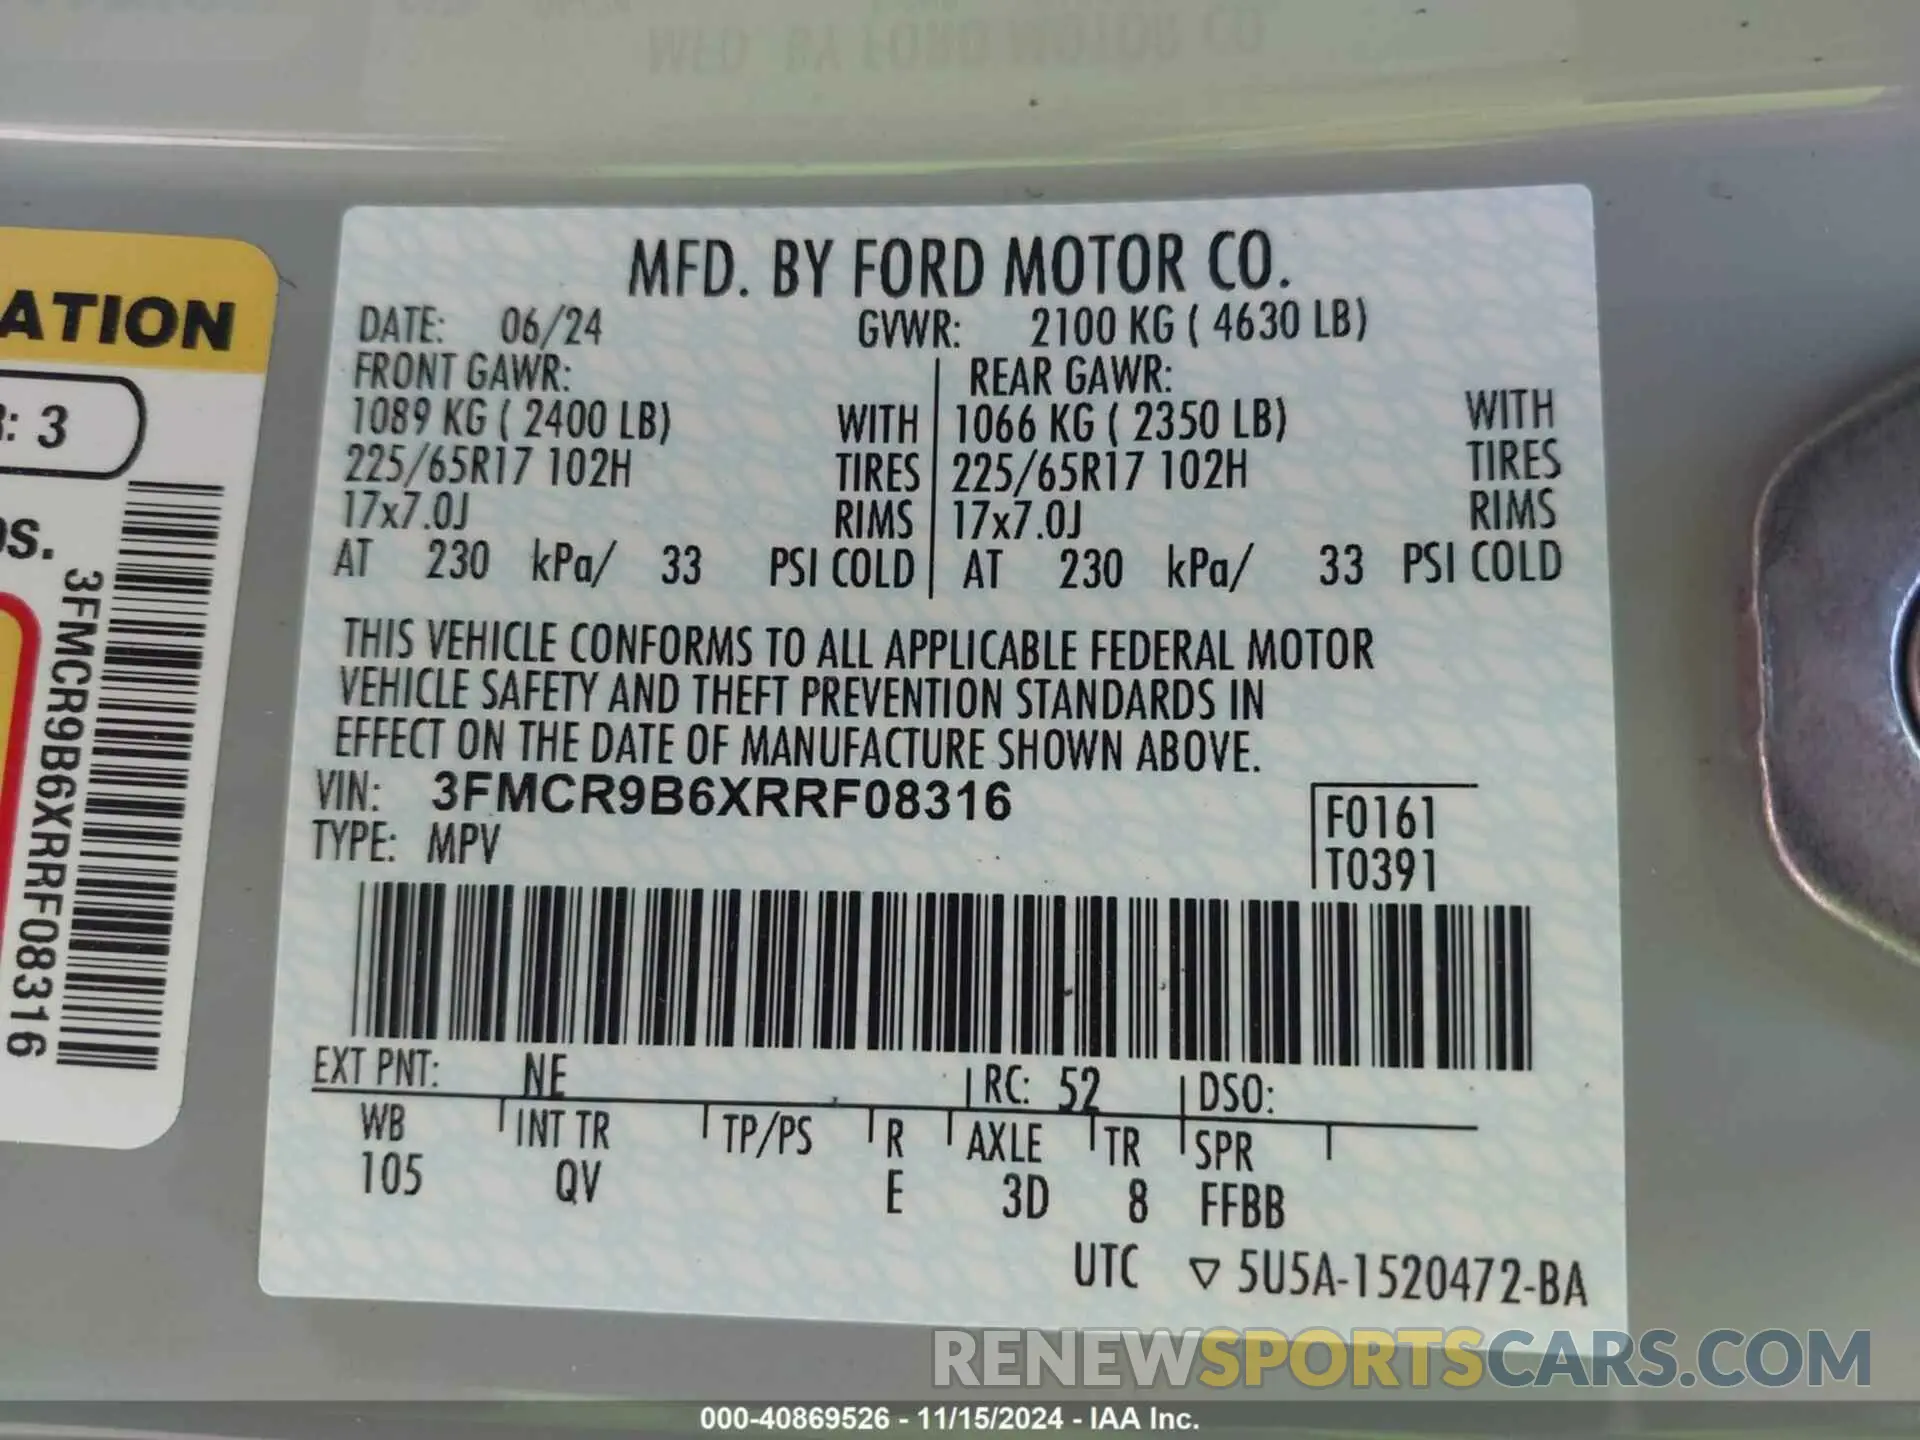 MFD. BY FORD MOTOR CO.
DATE: 06/24 GVWR: 2100 KG ( 4630 LB)
FRONT GAWR: REAR GAWR:
1089 KG ( 2400 LB) WITH 1066 KG ( 2350 LB) WITH
225/65R17 102H TIRES 225/65R17 102H TIRES
17x7.0J RIMS 17x7.0J RIMS
AT 230 kPa/ 33 PSI COLD AT 230 kPa/ 33 PSI COLD
THIS VEHICLE CONFORMS TO ALL APPLICABLE FEDERAL MOTOR
VEHICLE SAFETY AND THEFT PREVENTION STANDARDS IN
EFFECT ON THE DATE OF MANUFACTURE SHOWN ABOVE.
VIN: 3FMCR9B6XRRF08316
TYPE: MPV
F0161
T0391
EXT PNT: NE RC: 52 DSO:
WB INT TR TP/PS R AXLE TR SPR
105 QV E 3D 8 FFBB
UTC ▽ 5U5A-1520472-BA
ATION
: 3
s.
3FMCR9B6XRRF08316
MFD. BY FORD MOTOR CO
RENEWSPORTSCARS.COM
000-40869526 - 11/15/2024 - IAA Inc.